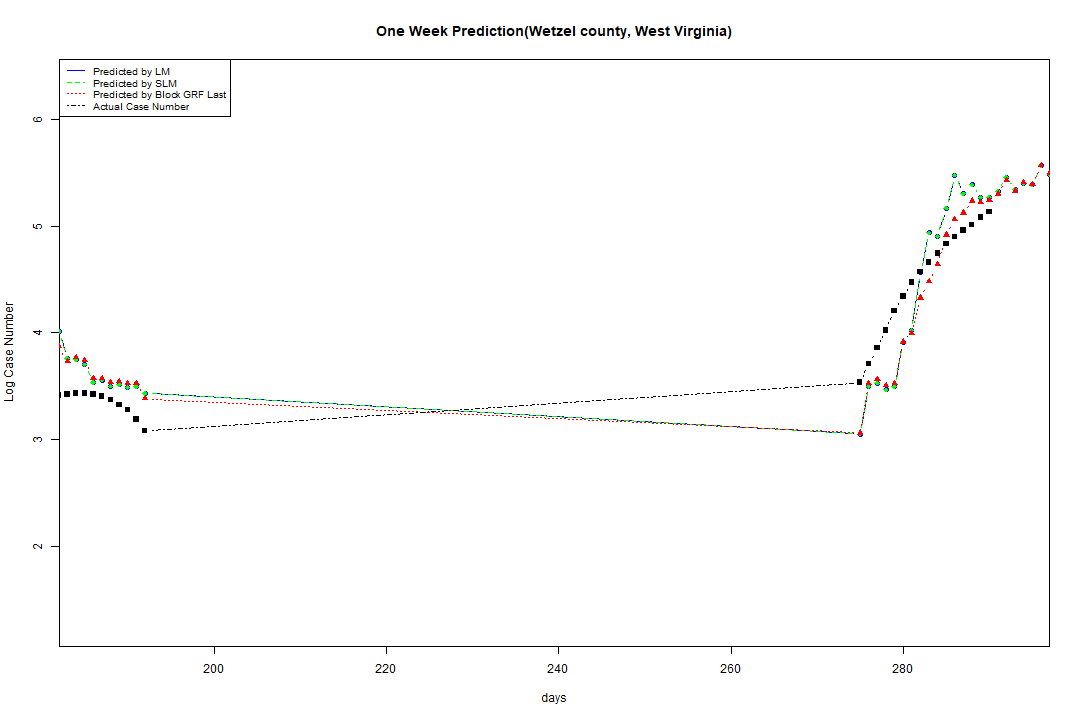 One Week Prediction(Wetzel county, West Virginia)
Predicted by LM
Predicted by SLM
Predicted by Block GRF Last
Actual Case Number
6
5
4
3
2
Log Case Number
200
220
240
260
280
days